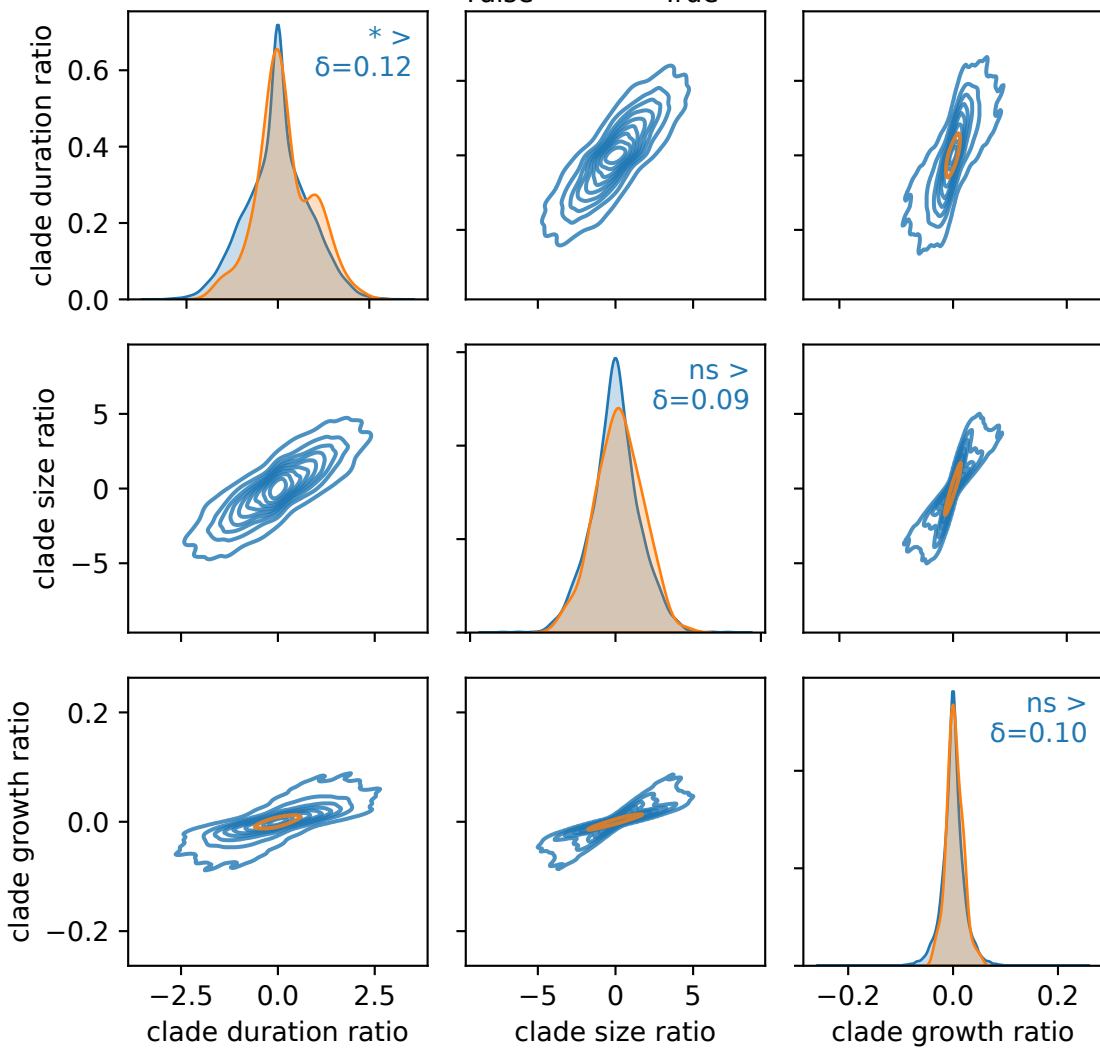 * >
δ=0.12
0.6
0.4
0.2
0.0
clade duration ratio
ns >
δ=0.09
5
0
−5
clade size ratio
ns >
δ=0.10
0.2
0.0
−0.2
clade growth ratio
−2.5 0.0 2.5
clade duration ratio
−5 0 5
clade size ratio
−0.2 0.0 0.2
clade growth ratio